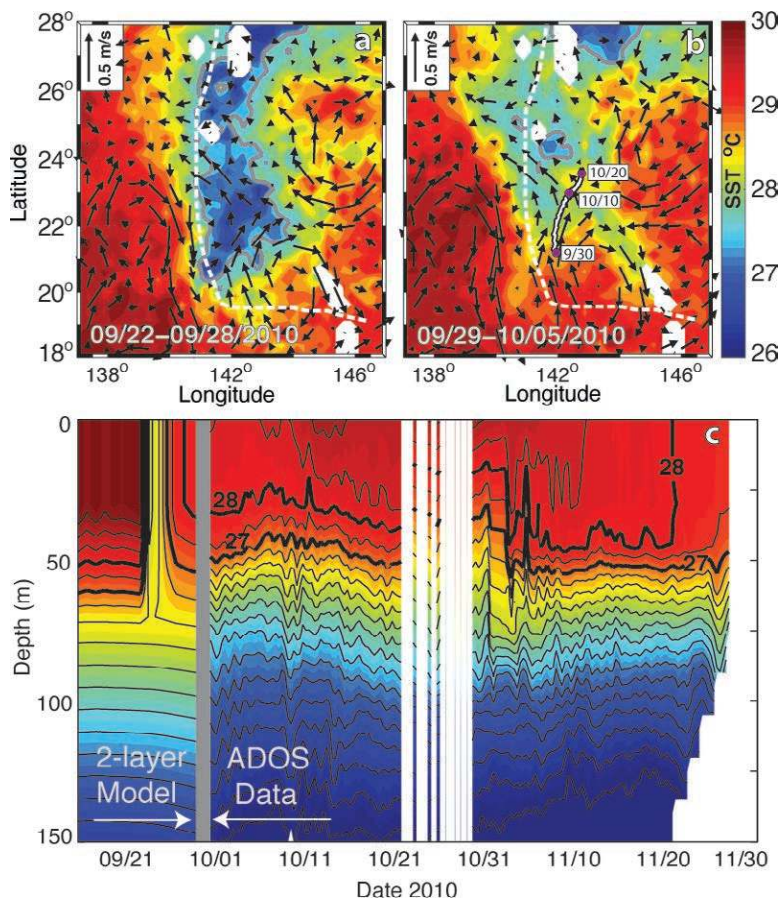 28°
26°
24°
22°
20°
18°
Latitude
0.5 m/s
a
09/22–09/28/2010
138° 142° 146°
Longitude
0.5 m/s
b
10/20
10/10
9/30
09/29–10/05/2010
138° 142° 146°
Longitude
30
29
28
27
26
SST °C
0
50
100
150
Depth (m)
c
28
27
28
27
2-layer
Model
ADOS
Data
09/21 10/01 10/11 10/21 10/31 11/10 11/20 11/30
Date 2010